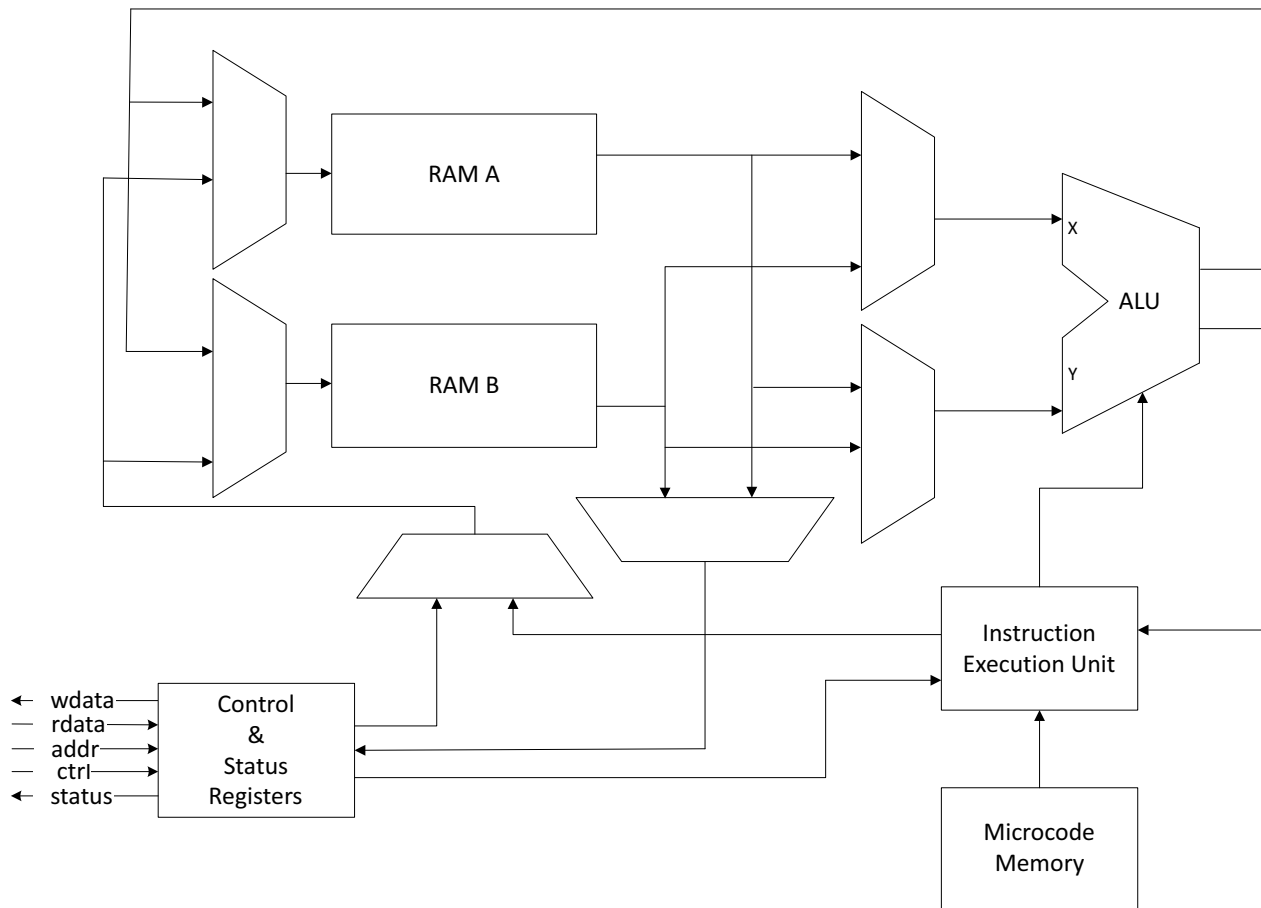 RAM A
X
ALU
RAM B
Y
Instruction
Execution Unit
wdata
rdata
addr
ctrl
status
Control
&
Status
Registers
Microcode
Memory